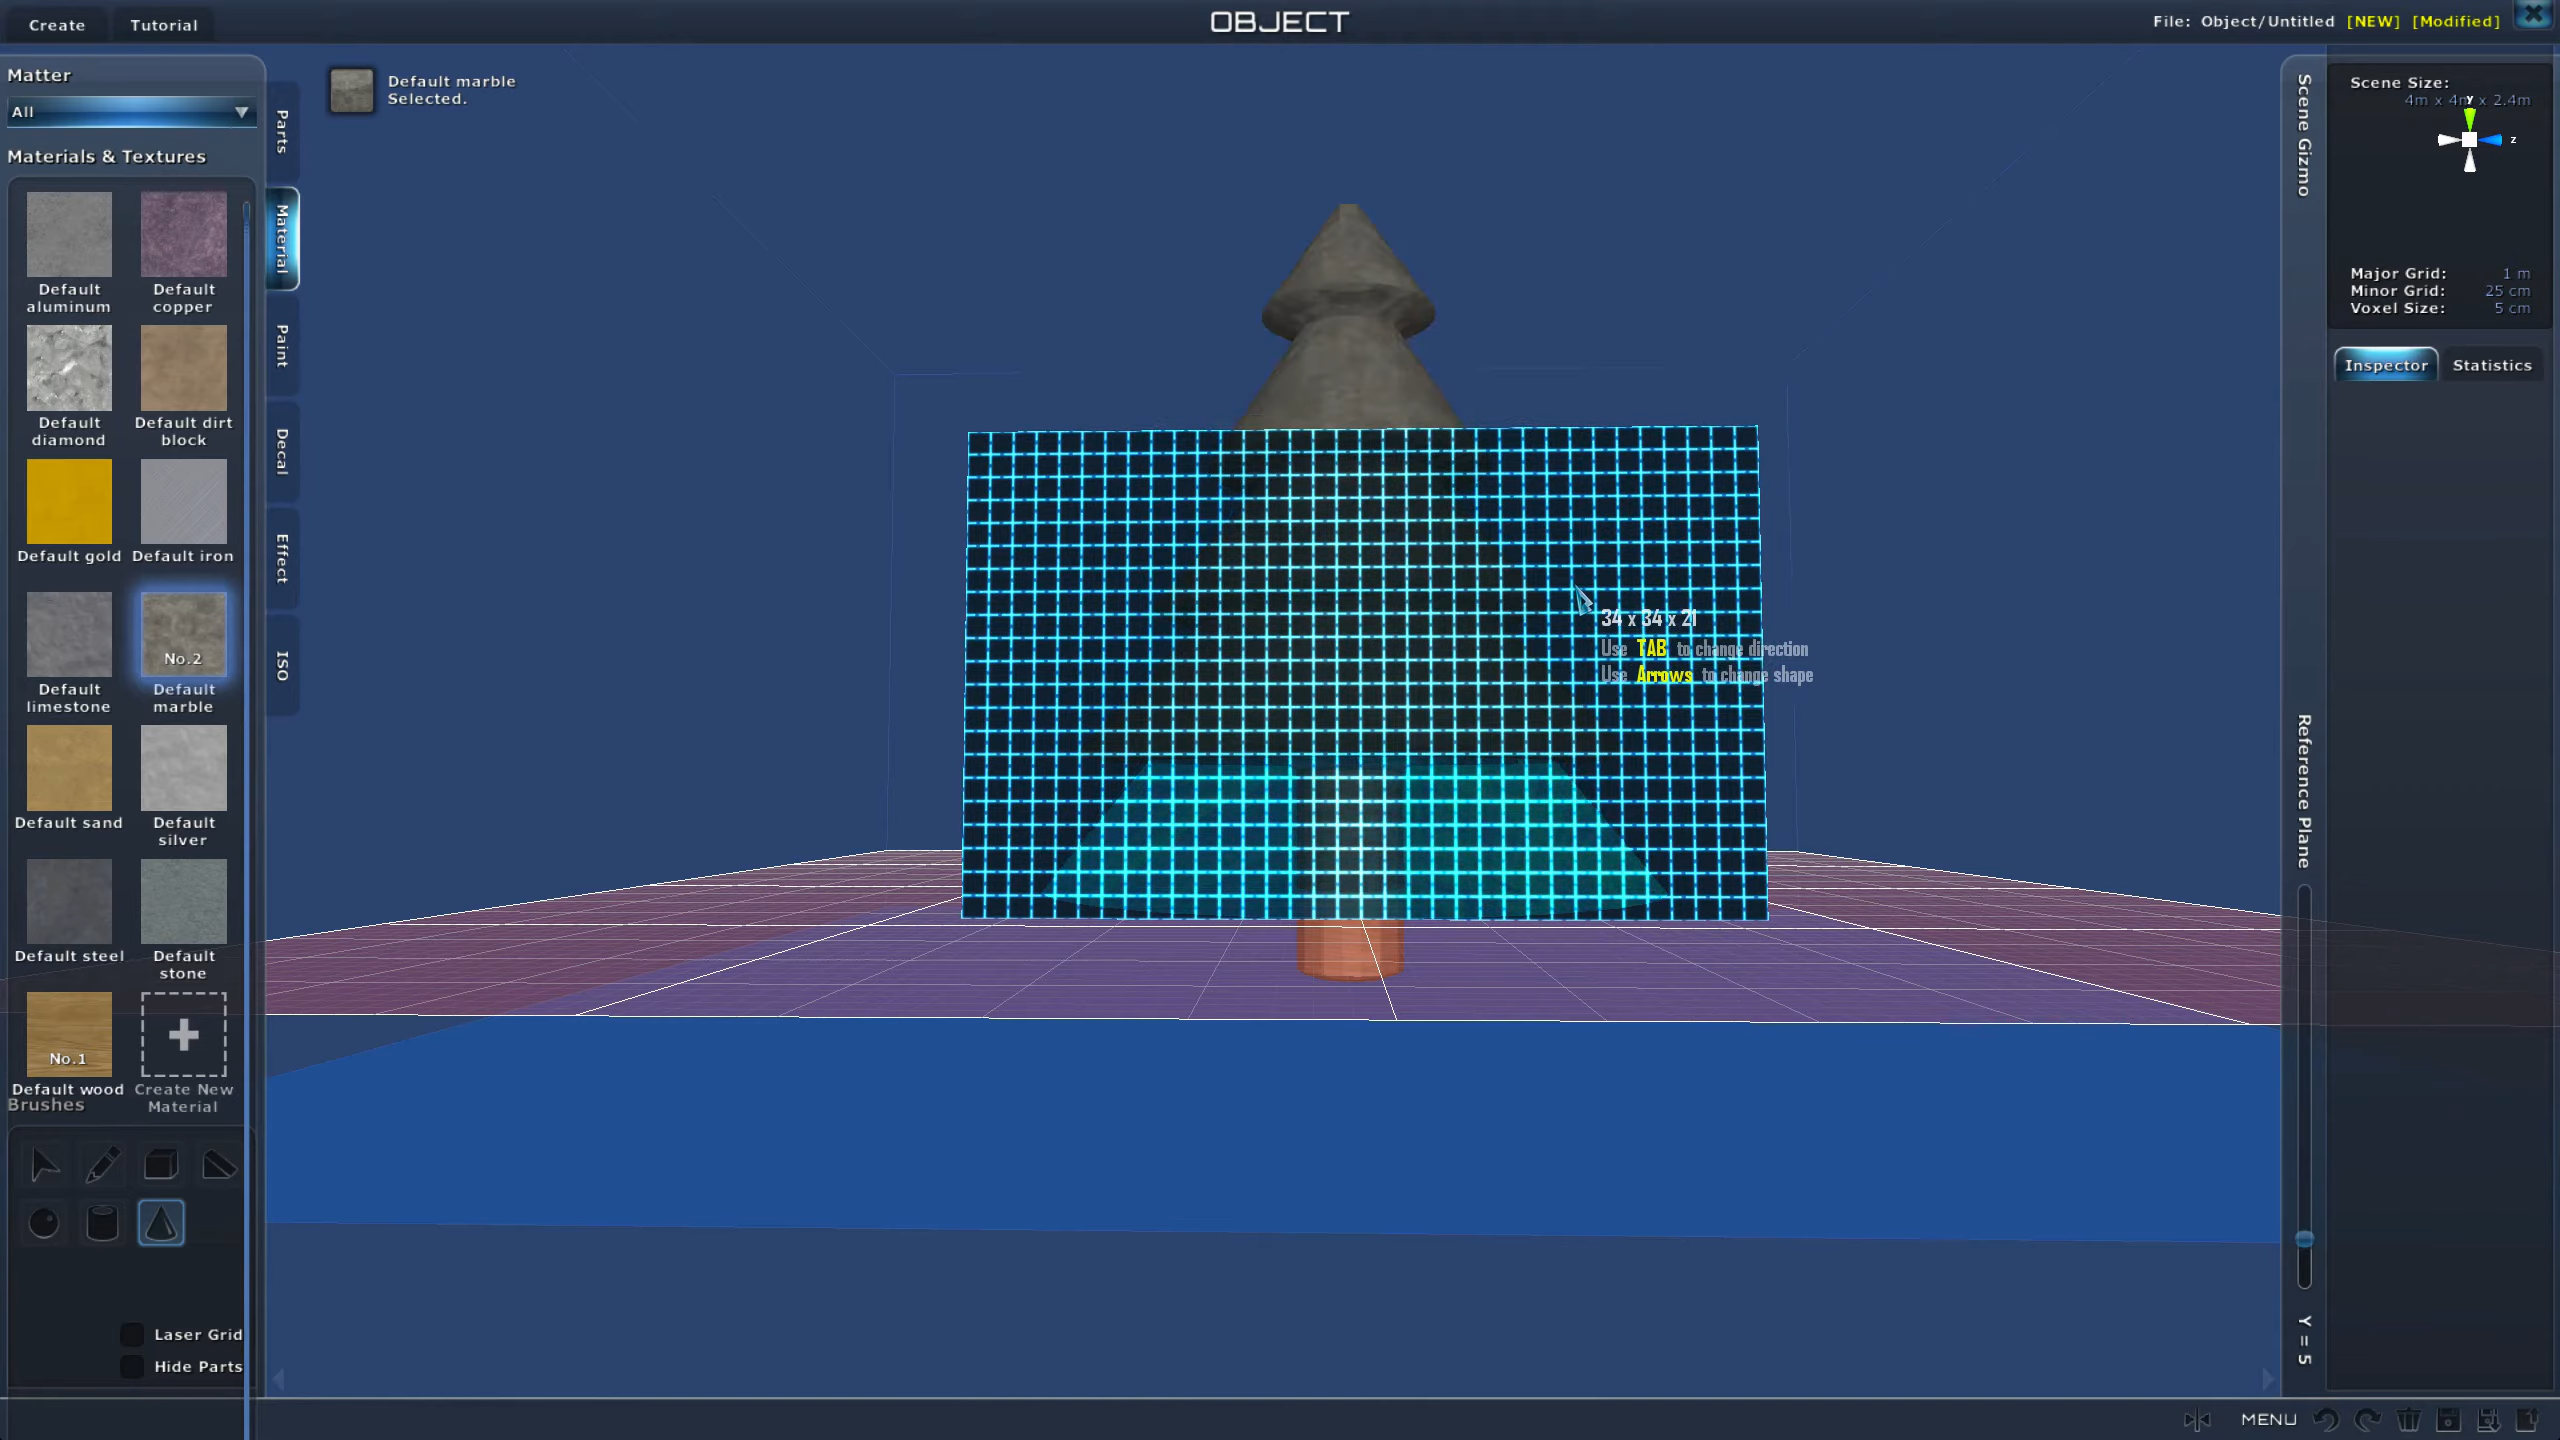 Create
Tutorial
OBJECT
File: Object/Untitled [NEW] [Modified]
Matter
All
Materials & Textures
Default aluminum
Default copper
Default diamond
Default dirt block
Default gold
Default iron
Default limestone
No.2
Default marble
Default sand
Default silver
Default steel
Default stone
No.1
Default wood
Create New Material
Brushes
Laser Grid
Hide Parts
Parts
Material
Paint
Decal
Effect
ISO
Default marble
Selected.
34 x 34 x 21
Use TAB to change direction
Use Arrows to change shape
Scene Gizmo
Reference Plane
Y = 5
Scene Size:
4m x 4m x 2.4m
y
z
Major Grid: 1 m
Minor Grid: 25 cm
Voxel Size: 5 cm
Inspector
Statistics
MENU